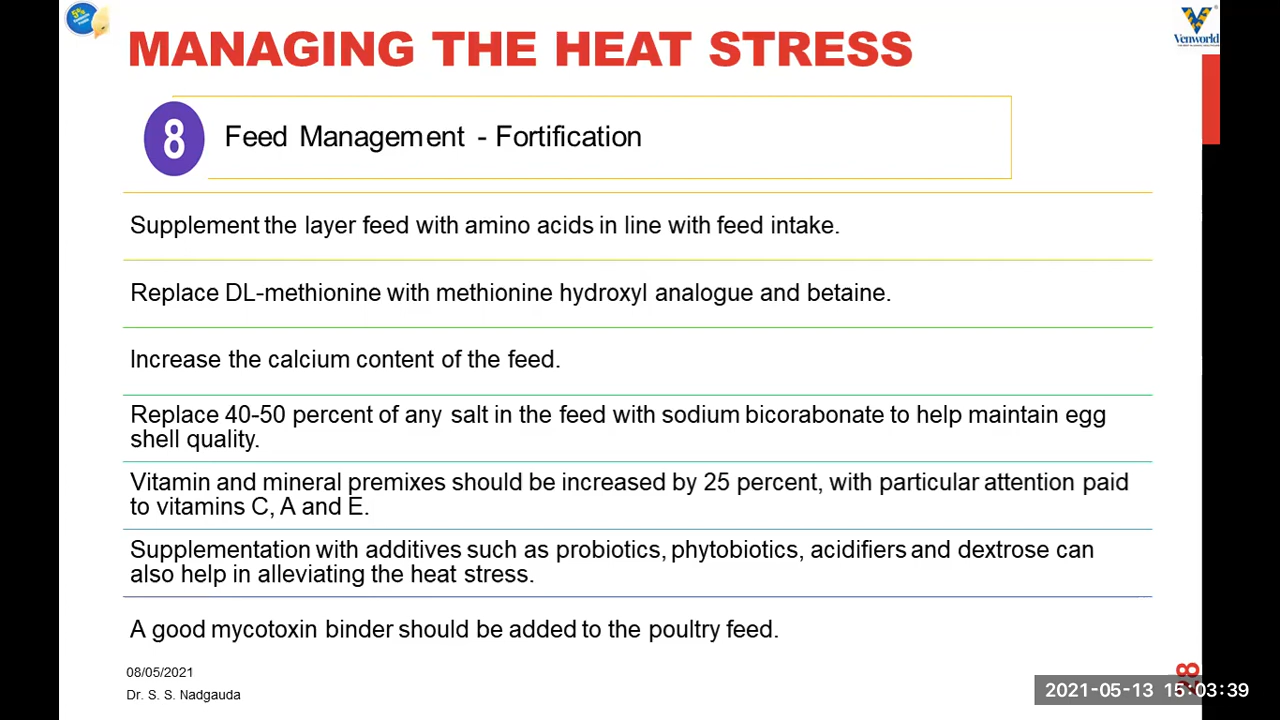 5%
Venworld
MANAGING THE HEAT STRESS
8
Feed Management - Fortification
Supplement the layer feed with amino acids in line with feed intake.
Replace DL-methionine with methionine hydroxyl analogue and betaine.
Increase the calcium content of the feed.
Replace 40-50 percent of any salt in the feed with sodium bicorabonate to help maintain egg
shell quality.
Vitamin and mineral premixes should be increased by 25 percent, with particular attention paid
to vitamins C, A and E.
Supplementation with additives such as probiotics, phytobiotics, acidifiers and dextrose can
also help in alleviating the heat stress.
A good mycotoxin binder should be added to the poultry feed.
08/05/2021
Dr. S. S. Nadgauda
2021-05-13 15:03:39